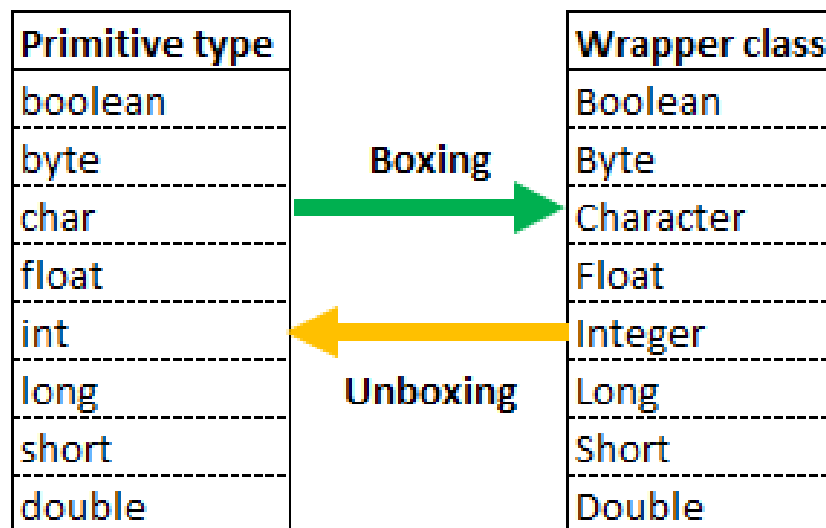 Primitive type
boolean
byte
char
float
int
long
short
double
Boxing
Unboxing
Wrapper class
Boolean
Byte
Character
Float
Integer
Long
Short
Double